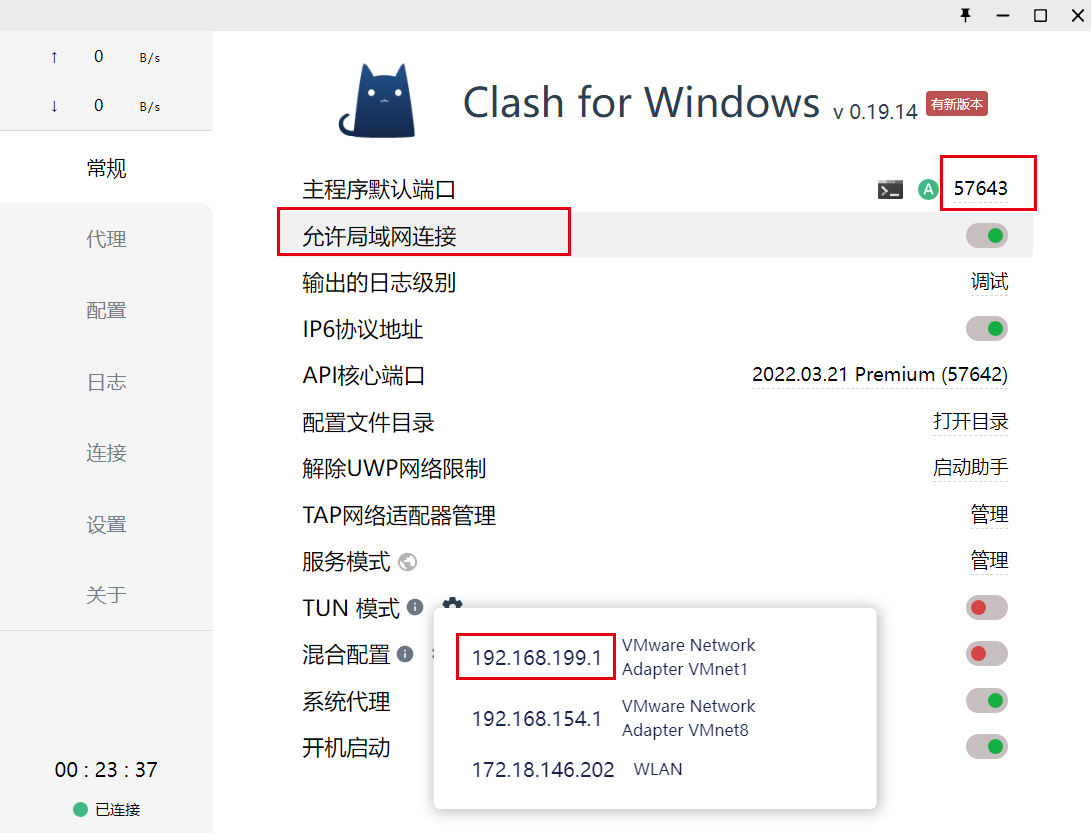 ↑ 0 B/s
↓ 0 B/s
常规
代理
配置
日志
连接
设置
关于
00 : 23 : 37
已连接
Clash for Windows v 0.19.14 有新版本
主程序默认端口 A 57643
允许局域网连接
输出的日志级别 调试
IP6协议地址
API核心端口 2022.03.21 Premium (57642)
配置文件目录 打开目录
解除UWP网络限制 启动助手
TAP网络适配器管理 管理
服务模式 管理
TUN 模式
混合配置
系统代理
开机启动
192.168.199.1 VMware Network
Adapter VMnet1
192.168.154.1 VMware Network
Adapter VMnet8
172.18.146.202 WLAN